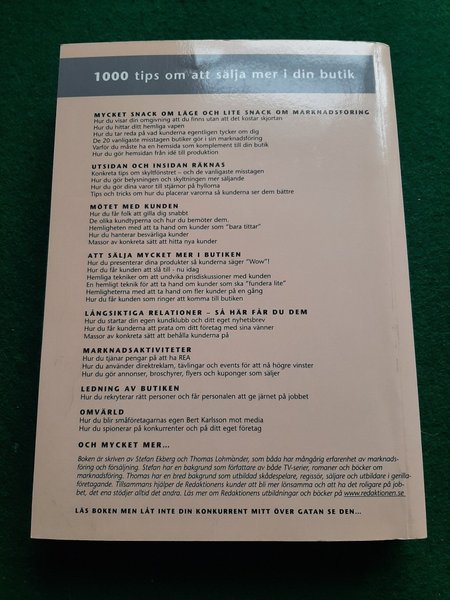 1000 tips om att sälja mer i din butik
MYCKET SNACK OM LÄGE OCH LITE SNACK OM MARKNADSFÖRING
Hur du visar din omgivning att du finns utan att det kostar skjortan
Hur du hittar ditt hemliga vapen
Hur du tar reda på vad kunderna egentligen tycker om dig
De 20 vanligaste misstagen butiker gör i sin marknadsföring
Varför du måste ha en hemsida som komplement till din butik
Hur du gör hemsidan från idé till produktion
UTSIDAN OCH INSIDAN RÄKNAS
Konkreta tips om skyltfönstret – och de vanligaste misstagen
Hur du gör belysningen och skyltningen mer säljande
Hur du gör dina varor till stjärnor på hyllorna
Tips och tricks om hur du placerar varorna så kunderna ser dem bättre
MÖTET MED KUNDEN
Hur du får folk att gilla dig snabbt
De olika kundtyperna och hur du bemöter dem.
Hemligheten med att ta hand om kunder som "bara tittar"
Hur du hanterar besvärliga kunder
Massor av konkreta sätt att hitta nya kunder
ATT SÄLJA MYCKET MER I BUTIKEN
Hur du presenterar dina produkter så kunderna säger "Wow"!
Hur du får kunden att slå till - nu idag
Hemliga tekniker om att undvika prisdiskussioner med kunden
En hemligt teknik för att ta hand om kunder som ska "fundera lite"
Hemligheterna med att ta hand om fler kunder på en gång
Hur du får kunden som ringer att komma till butiken
LÅNGSIKTIGA RELATIONER – SÅ HÄR FÅR DU DEM
Hur du startar din egen kundklubb och ditt eget nyhetsbrev
Hur du får kunderna att prata om ditt företag med sina vänner
Massor av konkreta sätt att behålla kunderna på
MARKNADSAKTIVITETER
Hur du tjänar pengar på att ha REA
Hur du använder direktreklam, tävlingar och events för att nå högre vinster
Hur du gör annonser, broschyrer, flyers och kuponger som säljer
LEDNING AV BUTIKEN
Hur du rekryterar rätt personer och får personalen att ge järnet på jobbet
OMVÄRLD
Hur du blir småföretagarnas egen Bert Karlsson mot media
Hur du spionerar på konkurrenter och på ditt eget företag
OCH MYCKET MER...
Boken är skriven av Stefan Ekberg och Thomas Lohmänder, som båda har mångårig erfarenhet av marknads-
föring och försäljning. Stefan har en bakgrund som författare av både TV-serier, romaner och böcker om
marknadsföring. Thomas har en bred bakgrund som utbildad skådespelare, regissör, säljare och utbildare i gerilla-
företagande. Tillsammans hjälper de Redaktionens kunder att bli mer lönsamma och att ha det roligare på job-
bet, det ena stödjer alltid det andra. Läs mer om Redaktionens utbildningar och böcker på www.redaktionen.se
LÄS BOKEN MEN LÅT INTE DIN KONKURRENT MITT ÖVER GATAN SE DEN...